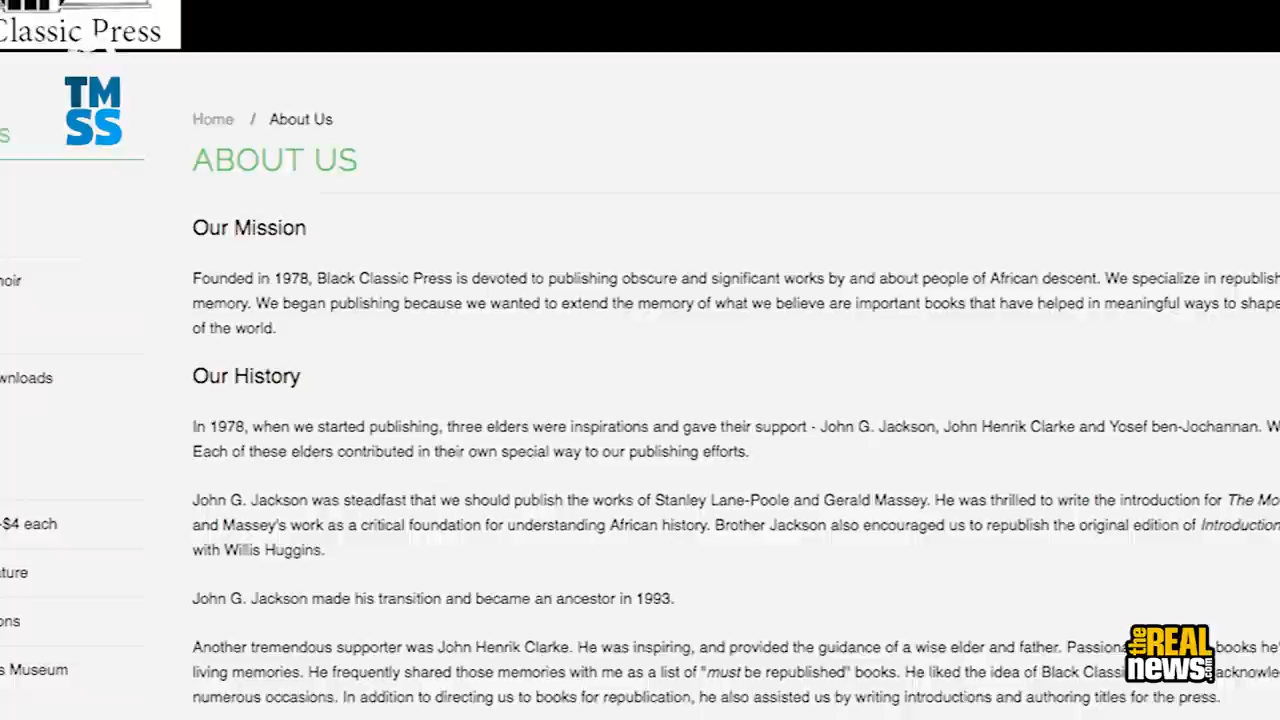 Classic Press
TM
SS
s
Home / About Us
ABOUT US
Our Mission
Founded in 1978, Black Classic Press is devoted to publishing obscure and significant works by and about people of African descent. We specialize in republish
memory. We began publishing because we wanted to extend the memory of what we believe are important books that have helped in meaningful ways to shape
of the world.
noir
Our History
wnloads
In 1978, when we started publishing, three elders were inspirations and gave their support - John G. Jackson, John Henrik Clarke and Yosef ben-Jochannan. W
Each of these elders contributed in their own special way to our publishing efforts.
John G. Jackson was steadfast that we should publish the works of Stanley Lane-Poole and Gerald Massey. He was thrilled to write the introduction for The Mo
and Massey's work as a critical foundation for understanding African history. Brother Jackson also encouraged us to republish the original edition of Introduction
with Willis Huggins.
-$4 each
ture
John G. Jackson made his transition and became an ancestor in 1993.
ons
Another tremendous supporter was John Henrik Clarke. He was inspiring, and provided the guidance of a wise elder and father. Passion books he'
living memories. He frequently shared those memories with me as a list of "must be republished" books. He liked the idea of Black Classi acknowle
numerous occasions. In addition to directing us to books for republication, he also assisted us by writing introductions and authoring titles for the press.
s Museum
the REAL
news.com